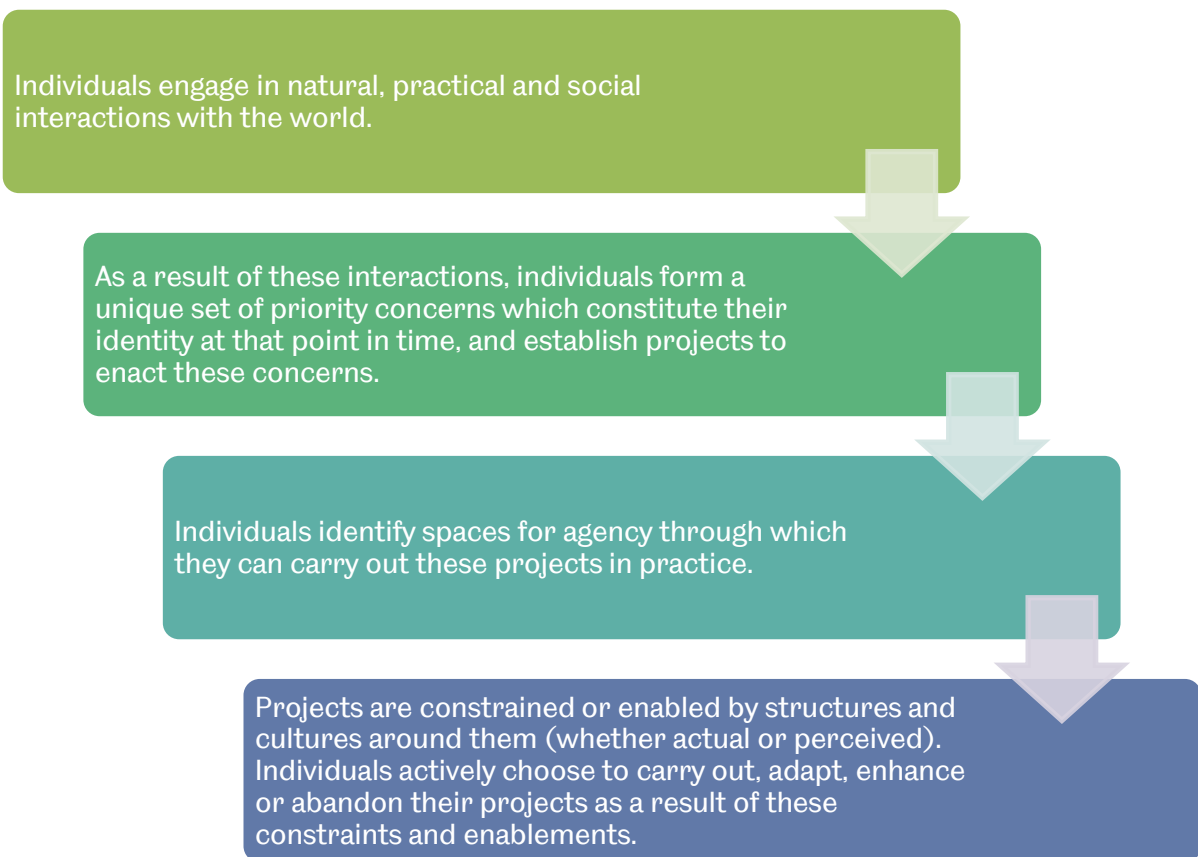 Individuals engage in natural, practical and social
interactions with the world.
As a result of these interactions, individuals form a
unique set of priority concerns which constitute their
identity at that point in time, and establish projects to
enact these concerns.
Individuals identify spaces for agency through which
they can carry out these projects in practice.
Projects are constrained or enabled by structures and
cultures around them (whether actual or perceived).
Individuals actively choose to carry out, adapt, enhance
or abandon their projects as a result of these
constraints and enablements.